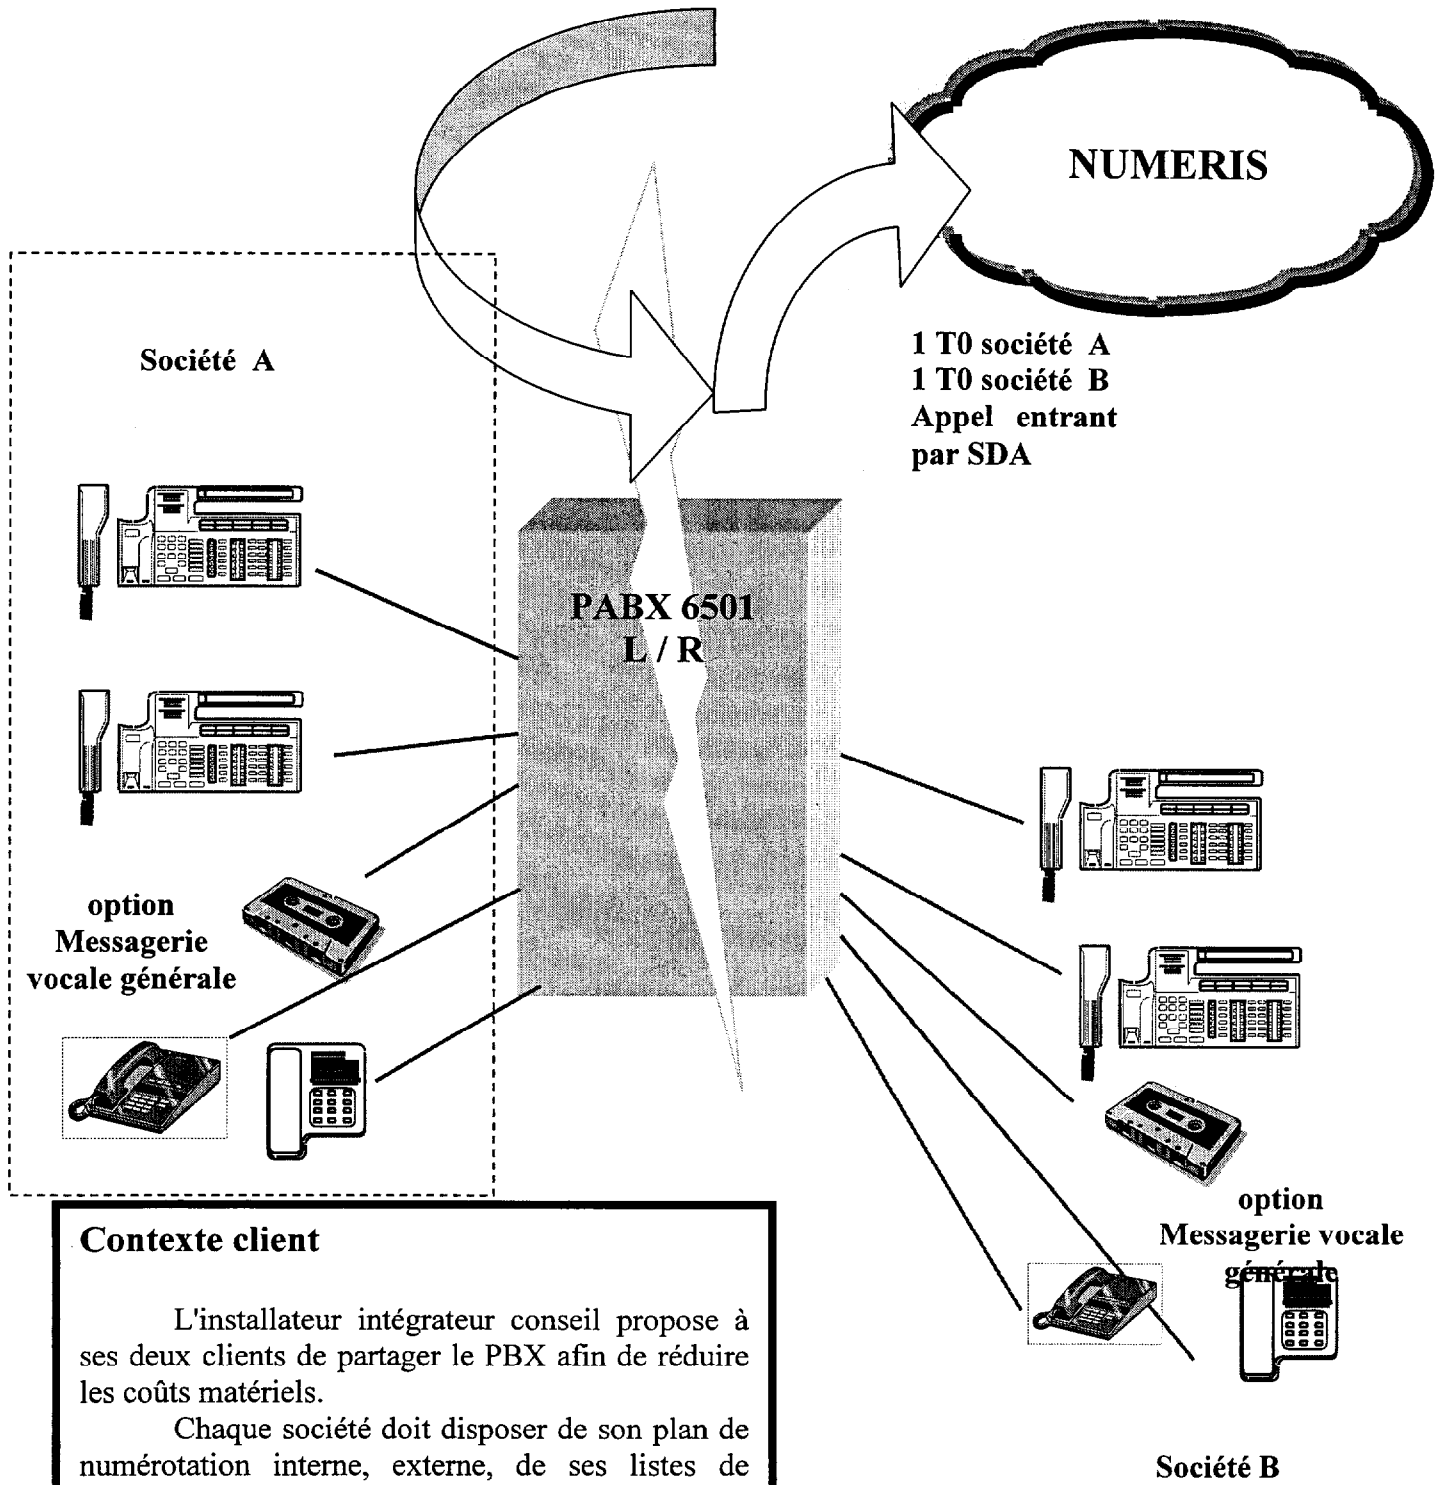 NUMERIS
Société A
1 T0 société A
1 T0 société B
Appel entrant
par SDA
PABX 6501
L / R
option
Messagerie
vocale générale
option
Messagerie vocale
générale
Contexte client
L'installateur intégrateur conseil propose à
ses deux clients de partager le PBX afin de réduire
les coûts matériels.
Chaque société doit disposer de son plan de
numérotation interne, externe, de ses listes de
Société B